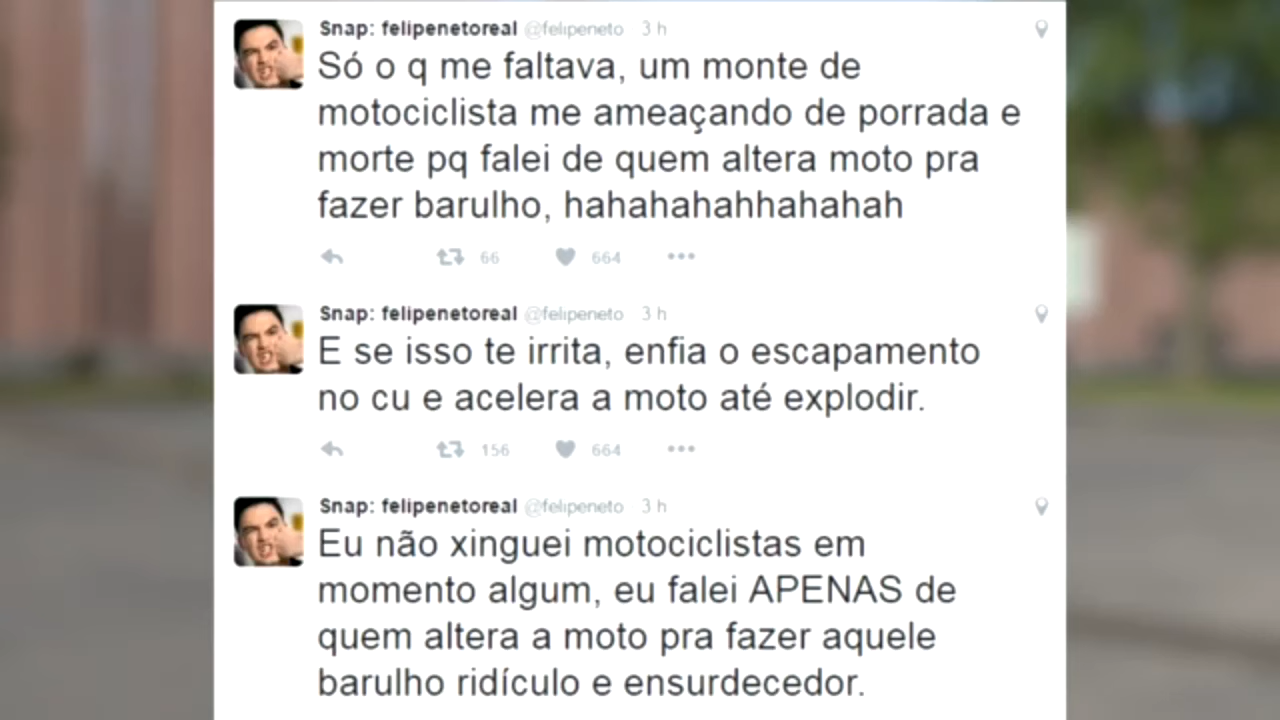 Snap: felipenetoreal @felipeneto 3 h
Só o q me faltava, um monte de
motociclista me ameaçando de porrada e
morte pq falei de quem altera moto pra
fazer barulho, hahahahahhahahah
66 664
Snap: felipenetoreal @felipeneto 3 h
E se isso te irrita, enfia o escapamento
no cu e acelera a moto até explodir.
156 664
Snap: felipenetoreal @felipeneto 3 h
Eu não xinguei motociclistas em
momento algum, eu falei APENAS de
quem altera a moto pra fazer aquele
barulho ridículo e ensurdecedor.